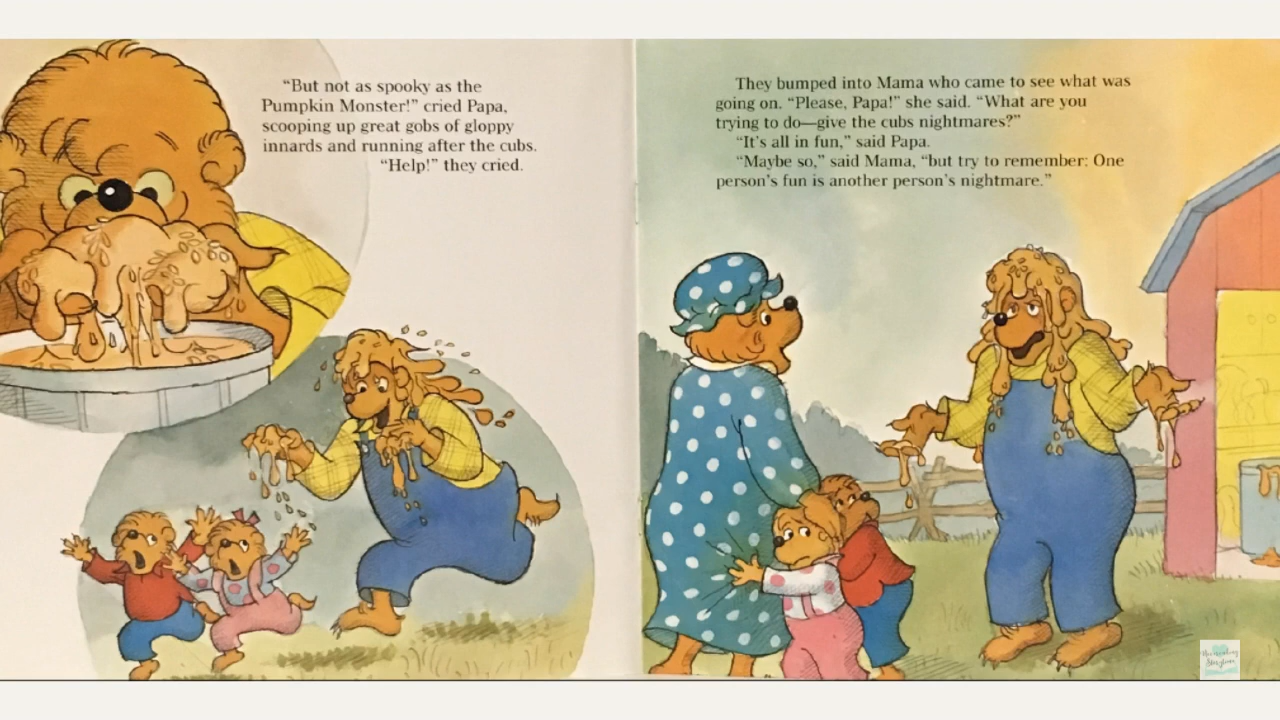 “But not as spooky as the
Pumpkin Monster!” cried Papa,
scooping up great gobs of gloppy
innards and running after the cubs.
“Help!” they cried.
They bumped into Mama who came to see what was
going on. “Please, Papa!” she said. “What are you
trying to do—give the cubs nightmares?”
“It’s all in fun,” said Papa.
“Maybe so,” said Mama, “but try to remember: One
person’s fun is another person’s nightmare.”